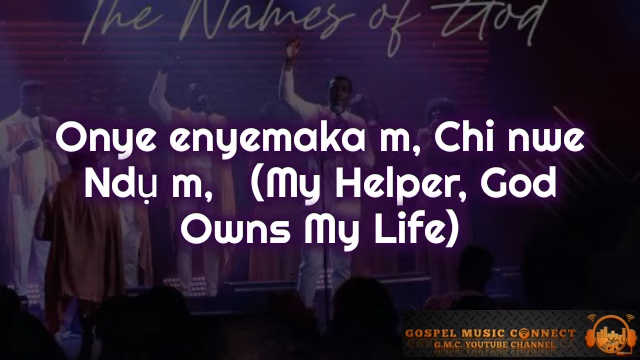 The Names of God
Onye enyemaka m, Chi nwe
Ndụ m, (My Helper, God
Owns My Life)
GOSPEL MUSIC CONNECT
G.M.C. YOUTUBE CHANNEL